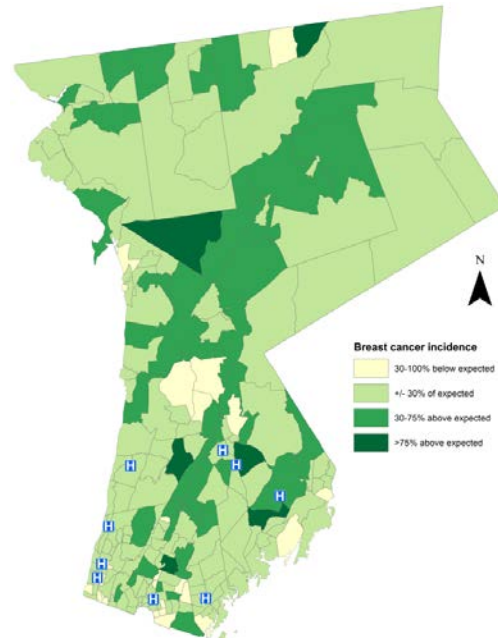 N
Breast cancer incidence
30-100% below expected
+/- 30% of expected
30-75% above expected
>75% above expected
H
H
H
H
H
H
H
H
H